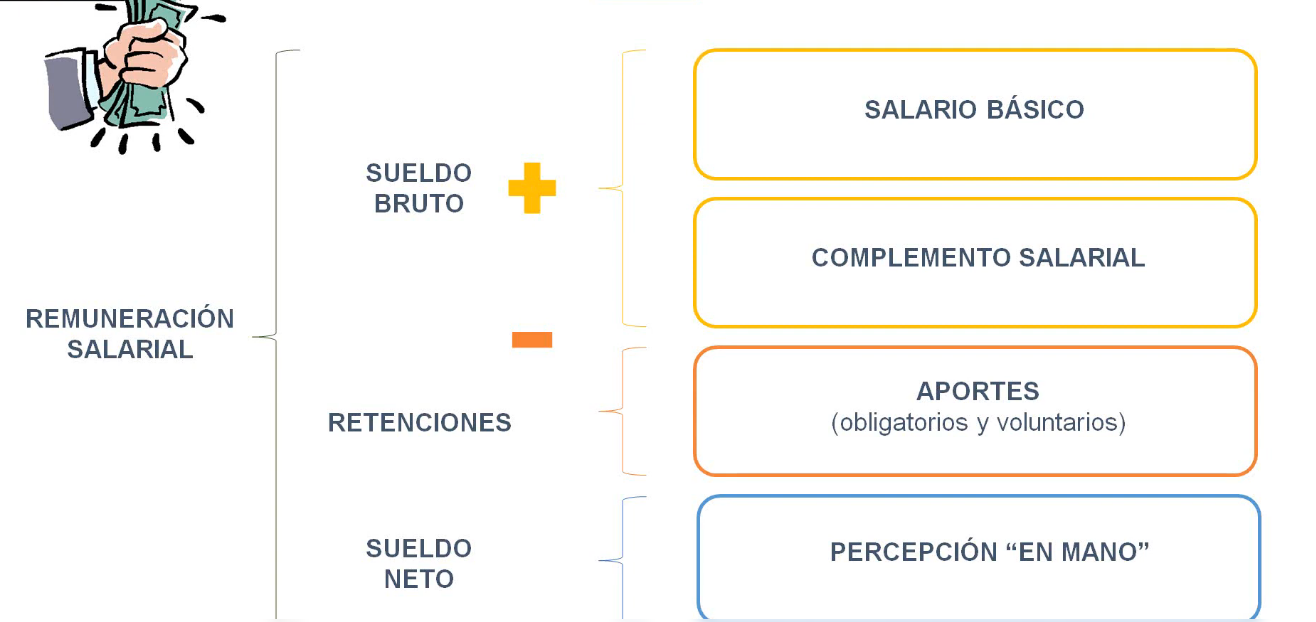 REMUNERACIÓN
SALARIAL
SUELDO
BRUTO
SALARIO BÁSICO
COMPLEMENTO SALARIAL
RETENCIONES
APORTES
(obligatorios y voluntarios)
SUELDO
NETO
PERCEPCIÓN “EN MANO”